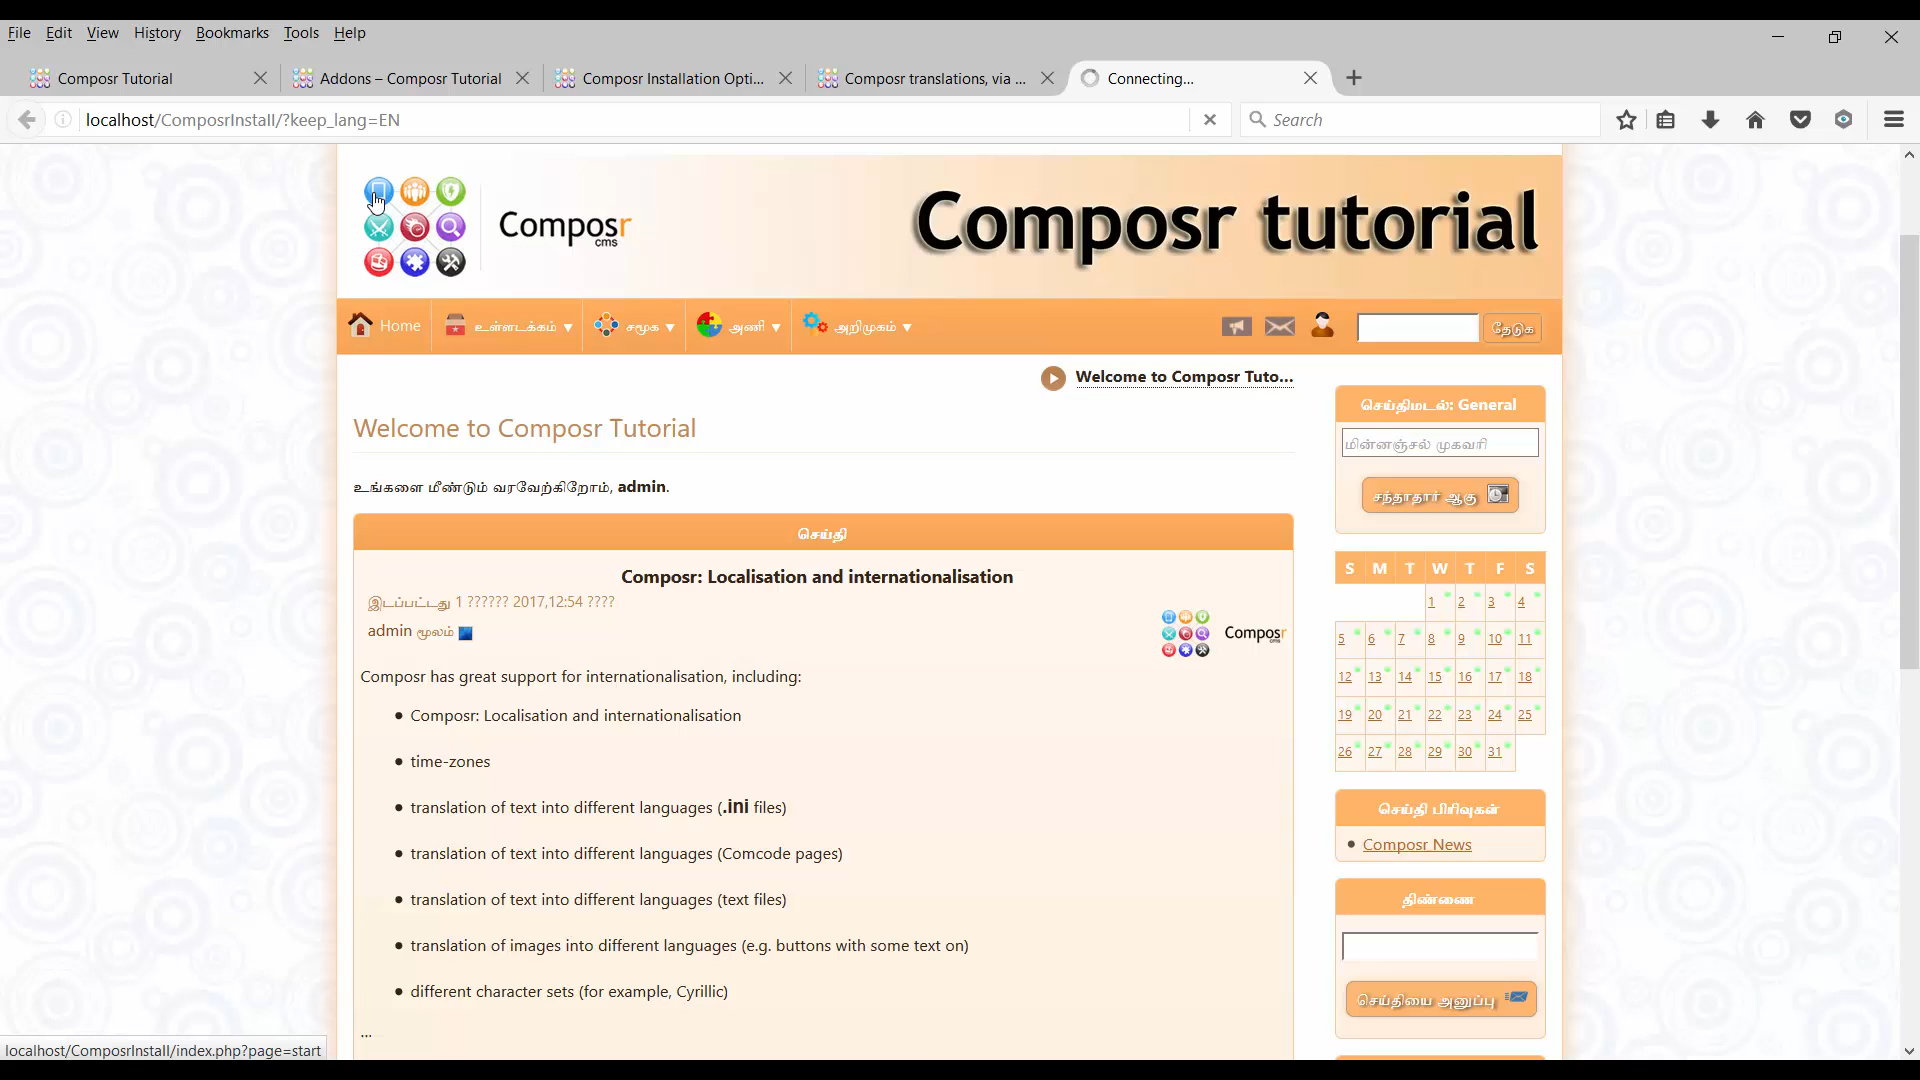 File Edit View History Bookmarks Tools Help
Composr Tutorial
Addons – Composr Tutorial
Composr Installation Opti...
Composr translations, via ...
Connecting...
localhost/ComposrInstall/?keep_lang=EN
Search
Composr
cms
Composr tutorial
Home உள்ளடக்கம் சமூக அணி அறிமுகம் தேடுக
Welcome to Composr Tuto...
Welcome to Composr Tutorial
உங்களை மீண்டும் வரவேற்கிறோம், admin.
செய்தி
Composr: Localisation and internationalisation
இடப்பட்டது 1 ?????? 2017,12:54 ????
admin மூலம்
Composr
cms
Composr has great support for internationalisation, including:
Composr: Localisation and internationalisation
time-zones
translation of text into different languages (.ini files)
translation of text into different languages (Comcode pages)
translation of text into different languages (text files)
translation of images into different languages (e.g. buttons with some text on)
different character sets (for example, Cyrillic)
...
செய்திமடல்: General
மின்னஞ்சல் முகவரி
சந்தாதார் ஆகு
S M T W T F S
1 2 3 4
5 6 7 8 9 10 11
12 13 14 15 16 17 18
19 20 21 22 23 24 25
26 27 28 29 30 31
செய்தி பிரிவுகள்
Composr News
திண்ணை
செய்தியை அனுப்பு
localhost/ComposrInstall/index.php?page=start